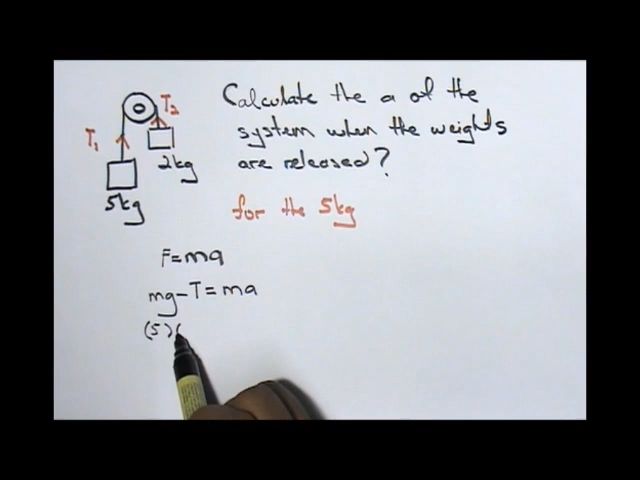 Calculate the a of the
system when the weights
are released?
T1
T2
2kg
5kg
for the 5kg
F=ma
mg-T=ma
(5)(